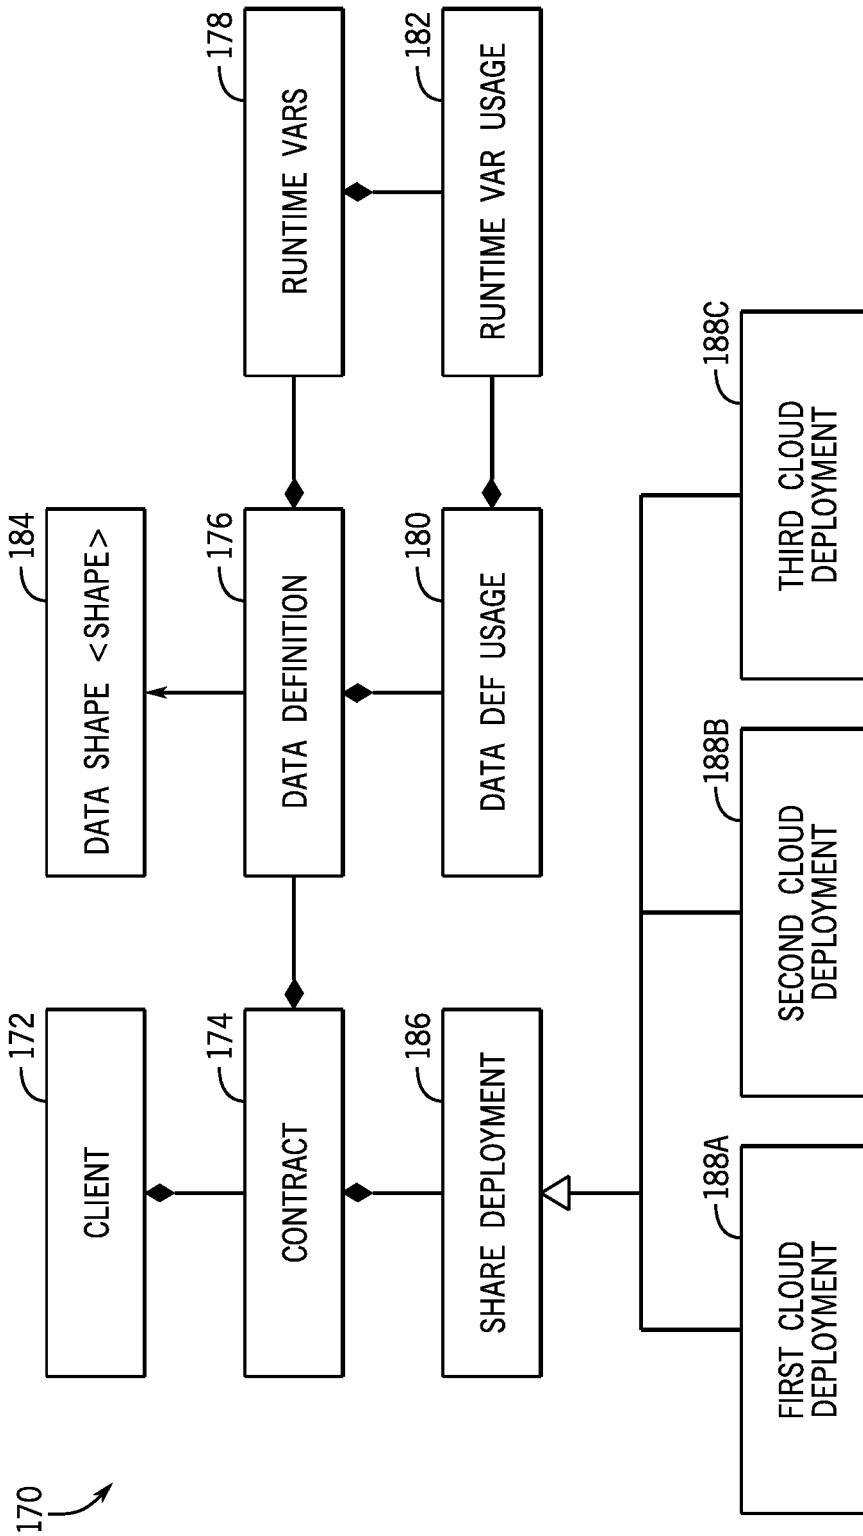 170
172
CLIENT
184
DATA SHAPE <SHAPE>
174
CONTRACT
176
DATA DEFINITION
178
RUNTIME VARS
186
SHARE DEPLOYMENT
180
DATA DEF USAGE
182
RUNTIME VAR USAGE
188A
FIRST CLOUD
DEPLOYMENT
188B
SECOND CLOUD
DEPLOYMENT
188C
THIRD CLOUD
DEPLOYMENT